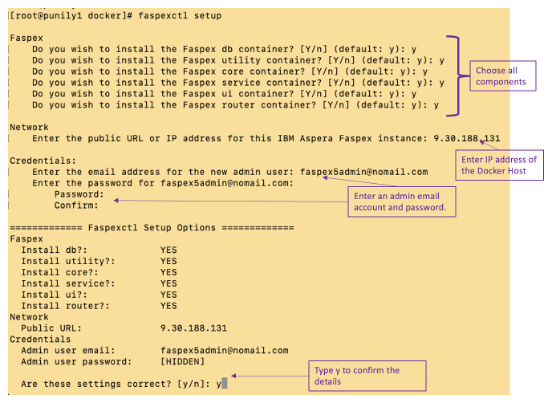 [root@punily1 docker]# faspexctl setup
Faspex
Do you wish to install the Faspex db container? [Y/n] (default: y): y
Do you wish to install the Faspex utility container? [Y/n] (default: y): y
Do you wish to install the Faspex core container? [Y/n] (default: y): y
Do you wish to install the Faspex service container? [Y/n] (default: y): y
Do you wish to install the Faspex ui container? [Y/n] (default: y): y
Do you wish to install the Faspex router container? [Y/n] (default: y): y
Choose all
components
Network
Enter the public URL or IP address for this IBM Aspera Faspex instance: 9.30.188.131
Enter IP address of
the Docker Host
Credentials:
Enter the email address for the new admin user: faspex5admin@nomail.com
Enter the password for faspex5admin@nomail.com:
Password:
Confirm:
Enter an admin email
account and password.
============= Faspexctl Setup Options =============
Faspex
Install db?: YES
Install utility?: YES
Install core?: YES
Install service?: YES
Install ui?: YES
Install router?: YES
Network
Public URL: 9.30.188.131
Credentials
Admin user email: faspex5admin@nomail.com
Admin user password: [HIDDEN]
Type y to confirm the
details
Are these settings correct? [y/n]: y